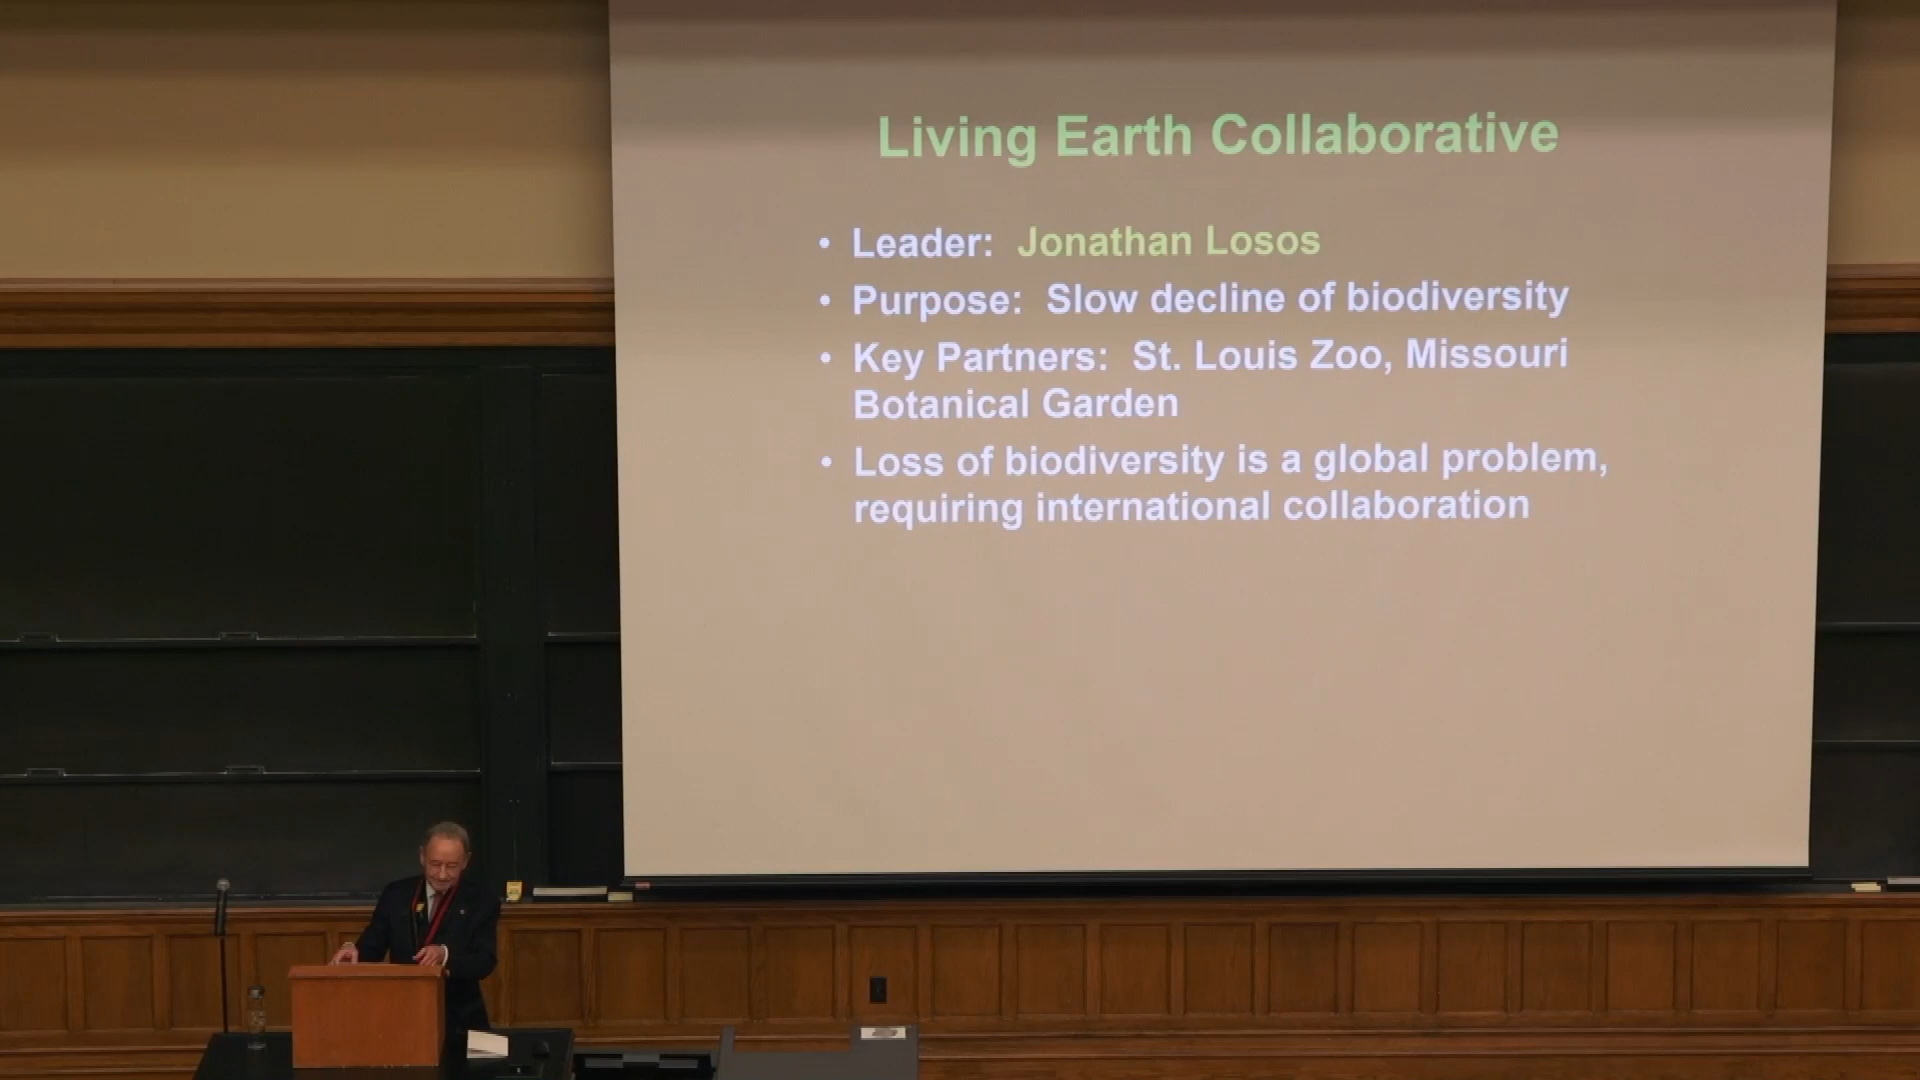 Living Earth Collaborative
• Leader: Jonathan Losos
• Purpose: Slow decline of biodiversity
• Key Partners: St. Louis Zoo, Missouri
Botanical Garden
• Loss of biodiversity is a global problem,
requiring international collaboration